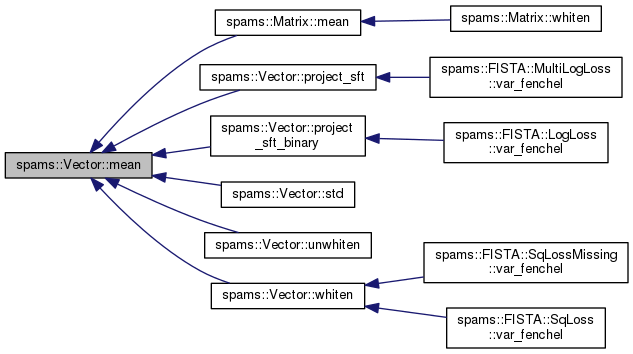 spams::Matrix::mean
spams::Matrix::whiten
spams::Vector::project_sft
spams::FISTA::MultiLogLoss
::var_fenchel
spams::Vector::project
_sft_binary
spams::FISTA::LogLoss
::var_fenchel
spams::Vector::mean
spams::Vector::std
spams::Vector::unwhiten
spams::FISTA::SqLossMissing
::var_fenchel
spams::Vector::whiten
spams::FISTA::SqLoss
::var_fenchel